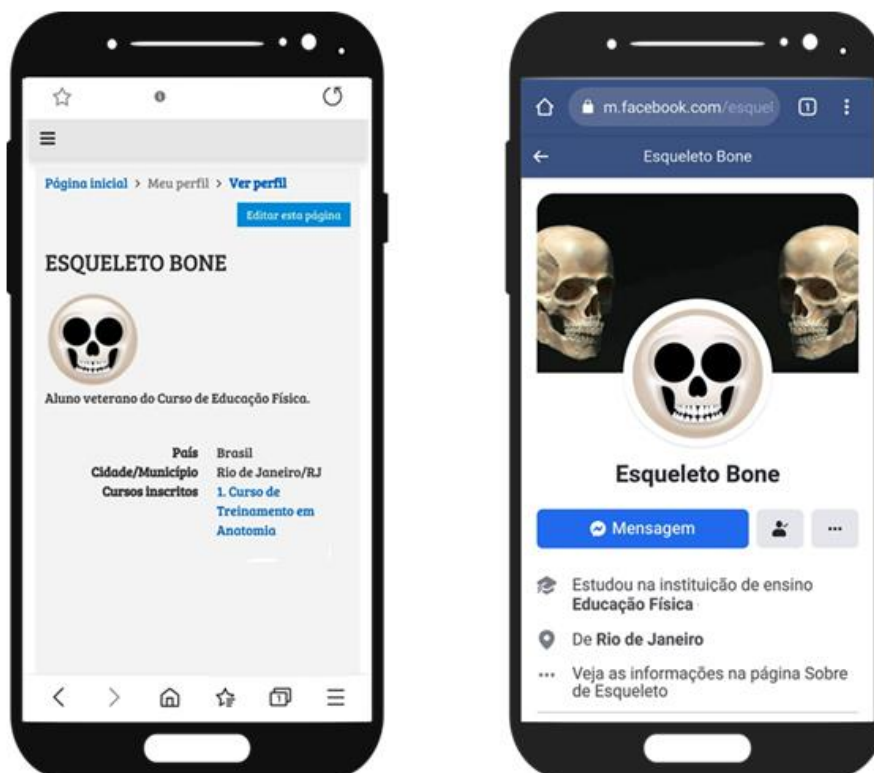 Página inicial > Meu perfil > Ver perfil
Editar esta página
ESQUELETO BONE
Aluno veterano do Curso de Educação Física.
País Brasil
Cidade/Município Rio de Janeiro/RJ
Cursos inscritos 1. Curso de
Treinamento em
Anatomia
m.facebook.com/esquel
1
Esqueleto Bone
Esqueleto Bone
Mensagem
Estudou na instituição de ensino
Educação Física
De Rio de Janeiro
Veja as informações na página Sobre
de Esqueleto